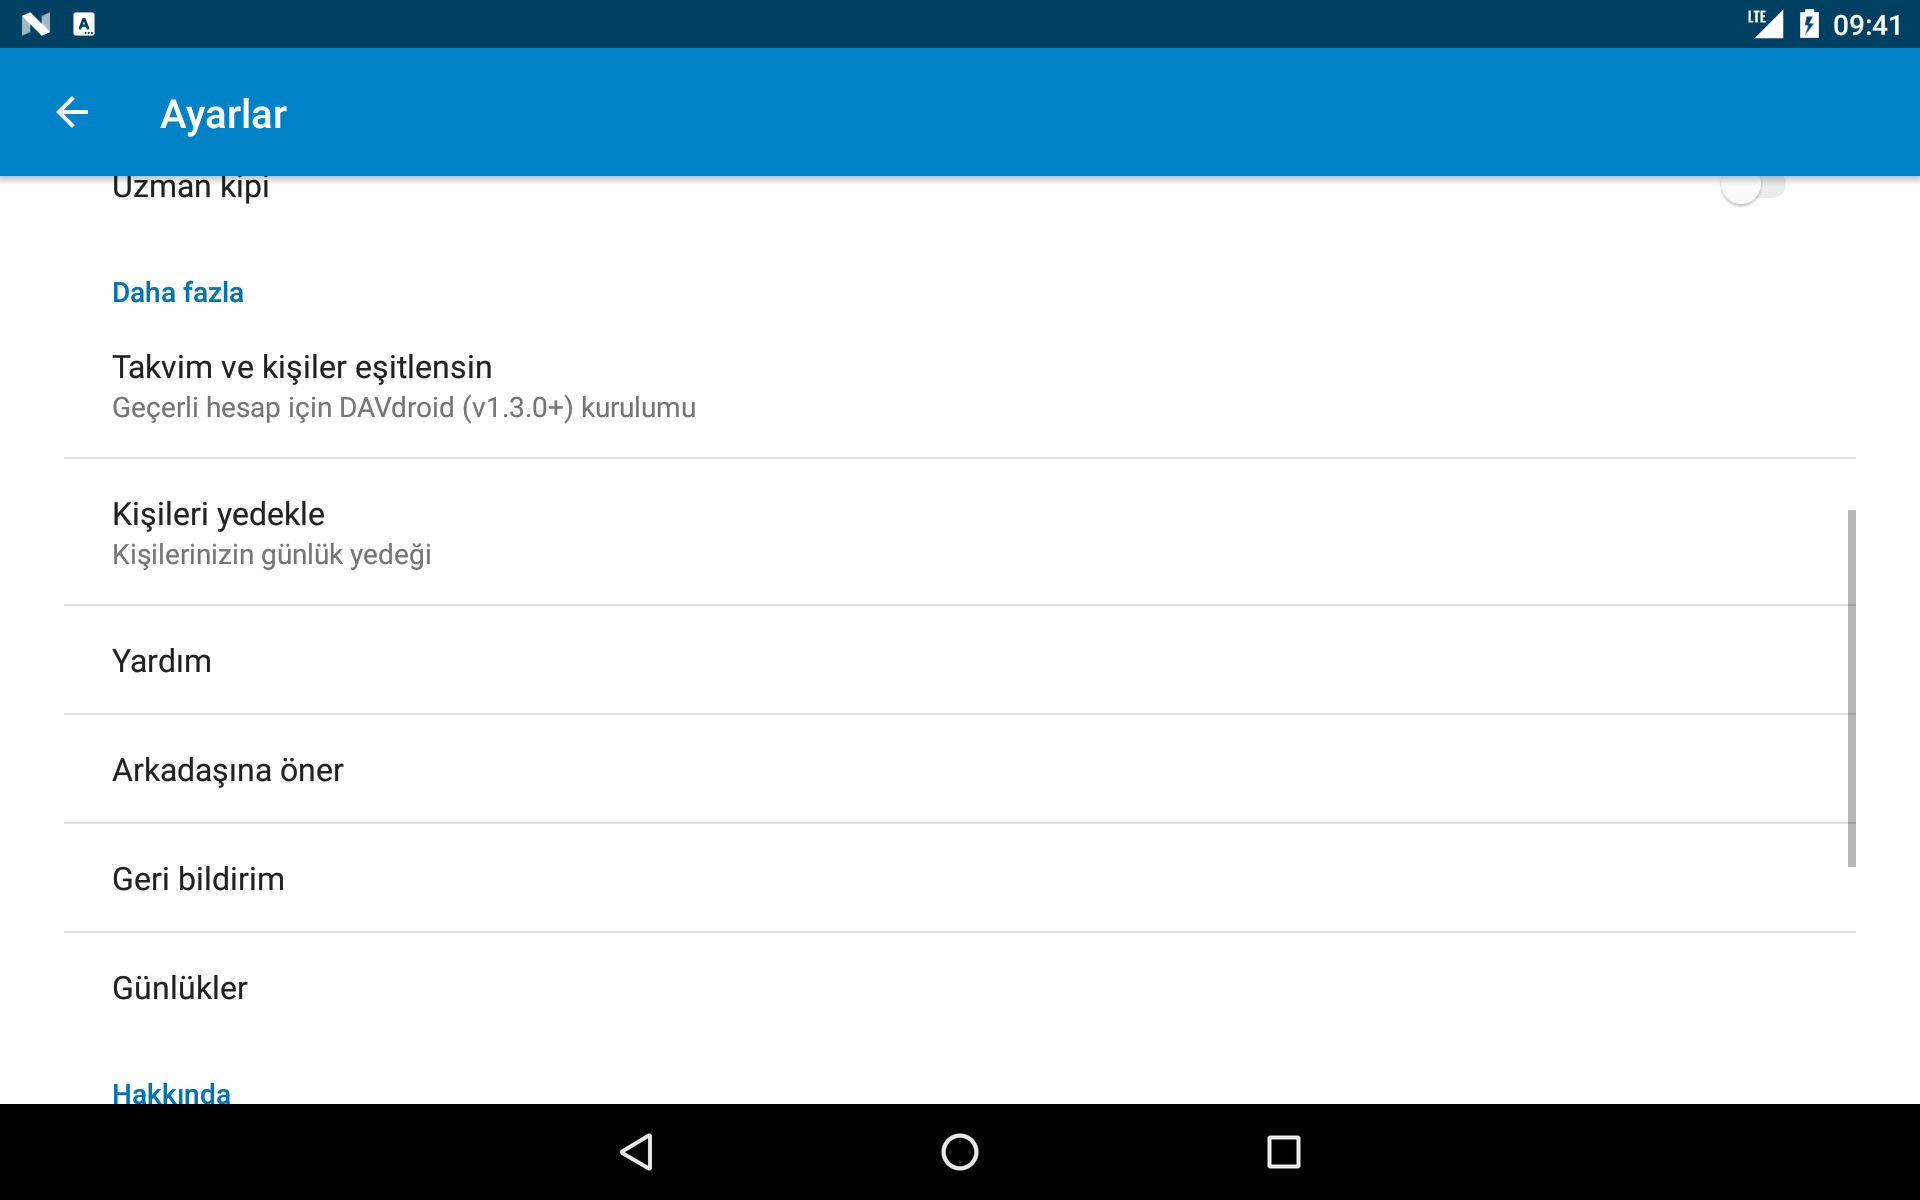 LTE 09:41
Ayarlar
Uzman kipi
Daha fazla
Takvim ve kişiler eşitlensin
Geçerli hesap için DAVdroid (v1.3.0+) kurulumu
Kişileri yedekle
Kişilerinizin günlük yedeği
Yardım
Arkadaşına öner
Geri bildirim
Günlükler
Hakkında